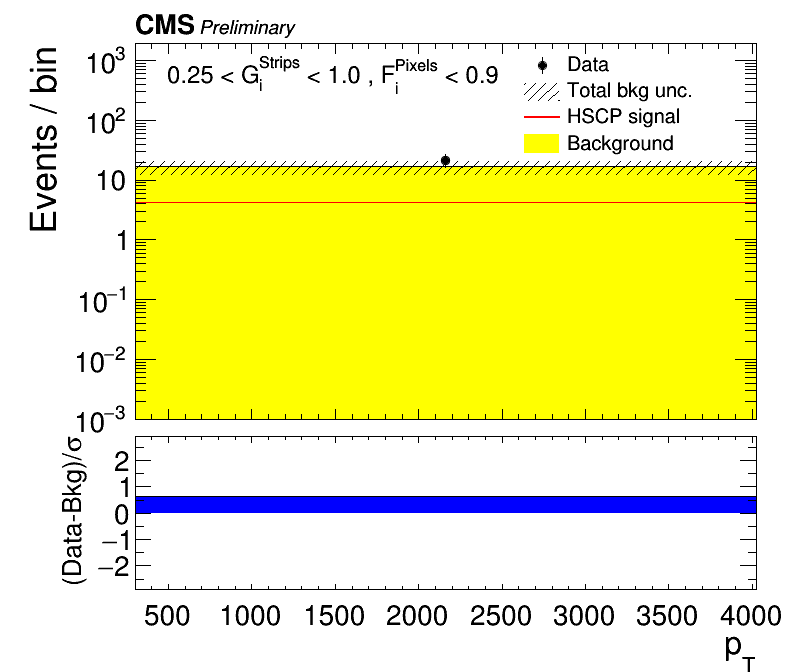 CMS Preliminary
Events / bin
10³
10²
10
1
10⁻¹
10⁻²
10⁻³
0.25 < Gᵢ^Strips < 1.0 , Fᵢ^Pixels < 0.9
Data
Total bkg unc.
HSCP signal
Background
(Data-Bkg)/σ
2
1
0
−1
−2
500 1000 1500 2000 2500 3000 3500 4000
p_T